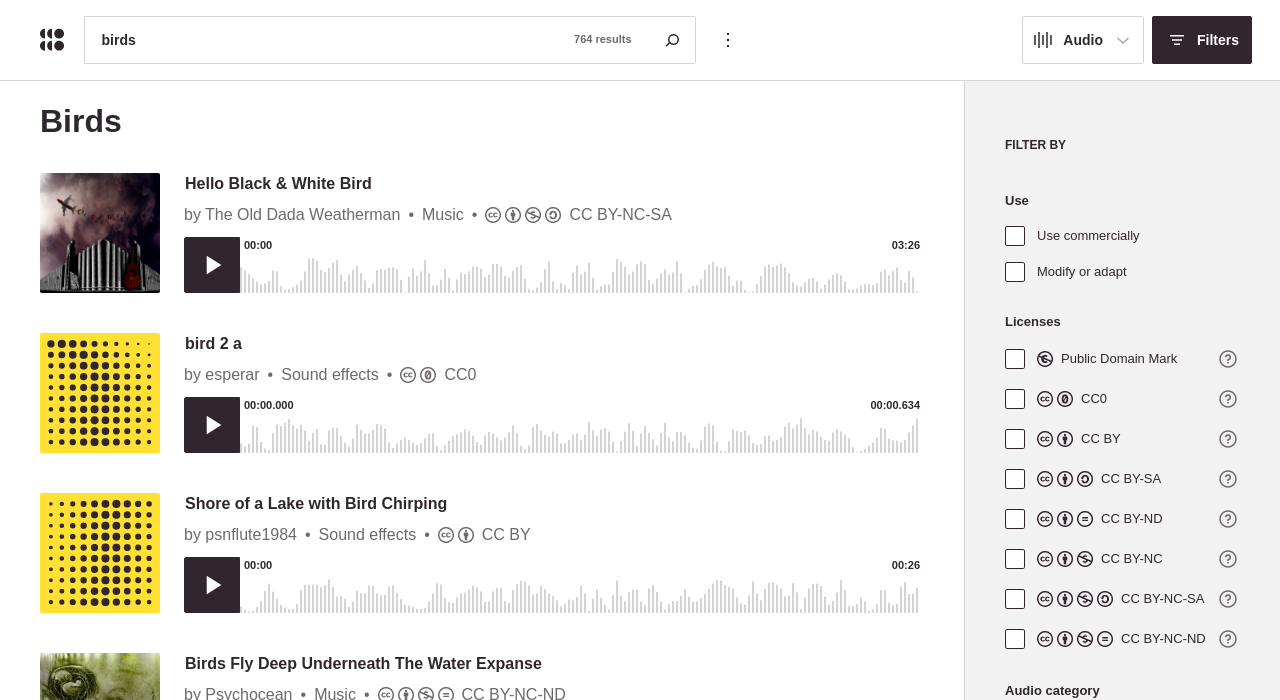 birds 764 results Audio Filters
Birds
Hello Black & White Bird
by The Old Dada Weatherman • Music • CC BY-NC-SA
00:00 03:26
bird 2 a
by esperar • Sound effects • CC0
00:00.000 00:00.634
Shore of a Lake with Bird Chirping
by psnflute1984 • Sound effects • CC BY
00:00 00:26
Birds Fly Deep Underneath The Water Expanse
by Psychocean • Music • CC BY-NC-ND
FILTER BY
Use
Use commercially
Modify or adapt
Licenses
Public Domain Mark
CC0
CC BY
CC BY-SA
CC BY-ND
CC BY-NC
CC BY-NC-SA
CC BY-NC-ND
Audio category